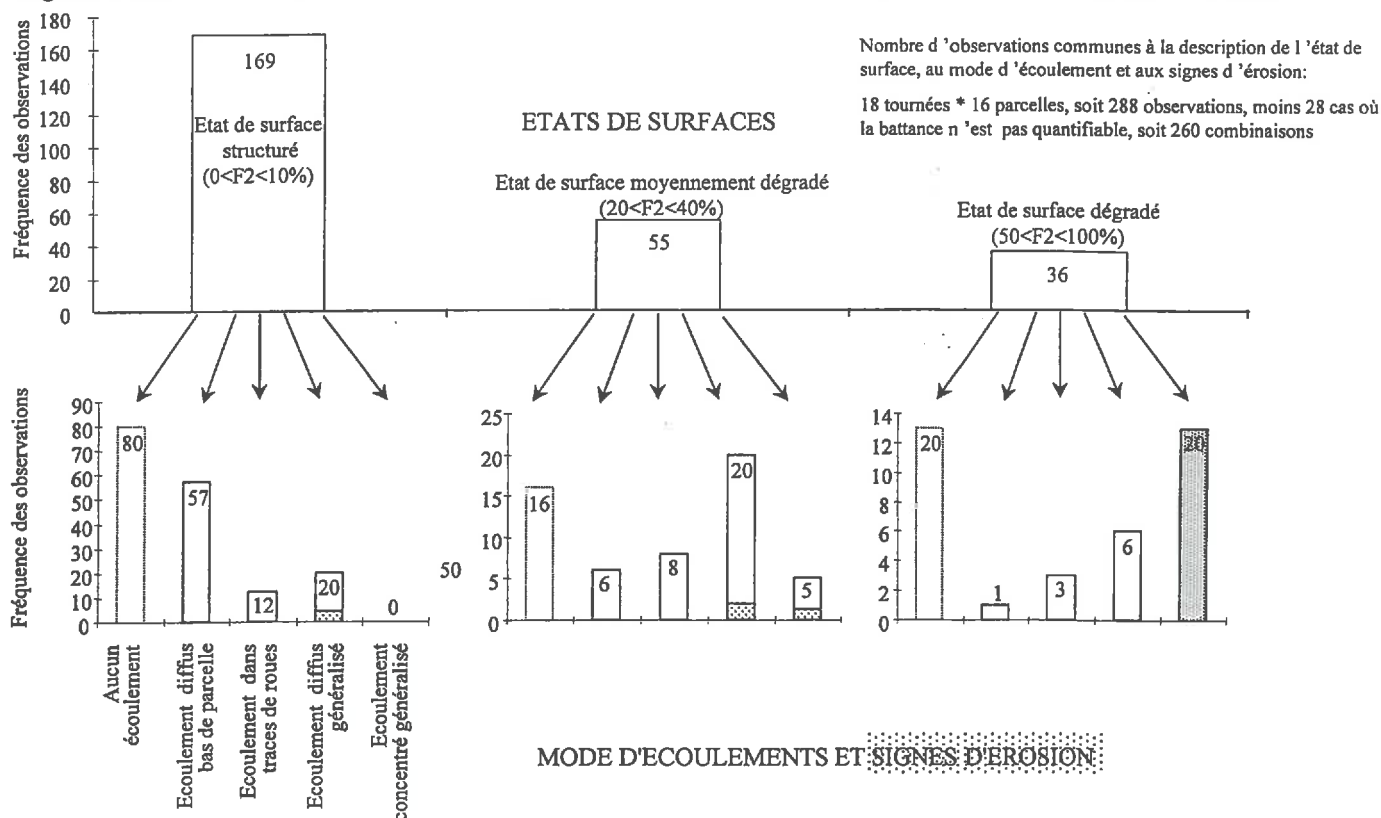 Fréquence des observations
180
160
140
120
100
80
60
40
20
0
169
Etat de surface
structuré
(0<F2<10%)
ETATS DE SURFACES
Etat de surface moyennement dégradé
(20<F2<40%)
55
Nombre d 'observations communes à la description de l 'état de
surface, au mode d 'écoulement et aux signes d 'érosion:
18 tournées * 16 parcelles, soit 288 observations, moins 28 cas où
la battance n 'est pas quantifiable, soit 260 combinaisons
Etat de surface dégradé
(50<F2<100%)
36
Fréquence des observations
90
80
70
60
50
40
30
20
10
0
80
57
12
20
0
Aucun
écoulement
Ecoulement diffus
bas de parcelle
Ecoulement dans
traces de roues
Ecoulement diffus
généralisé
Ecoulement
concentré généralisé
50
25
20
15
10
5
0
16
6
8
20
5
14
12
10
8
6
4
2
0
20
1
3
6
20
MODE D'ECOULEMENTS ET SIGNES D'EROSION